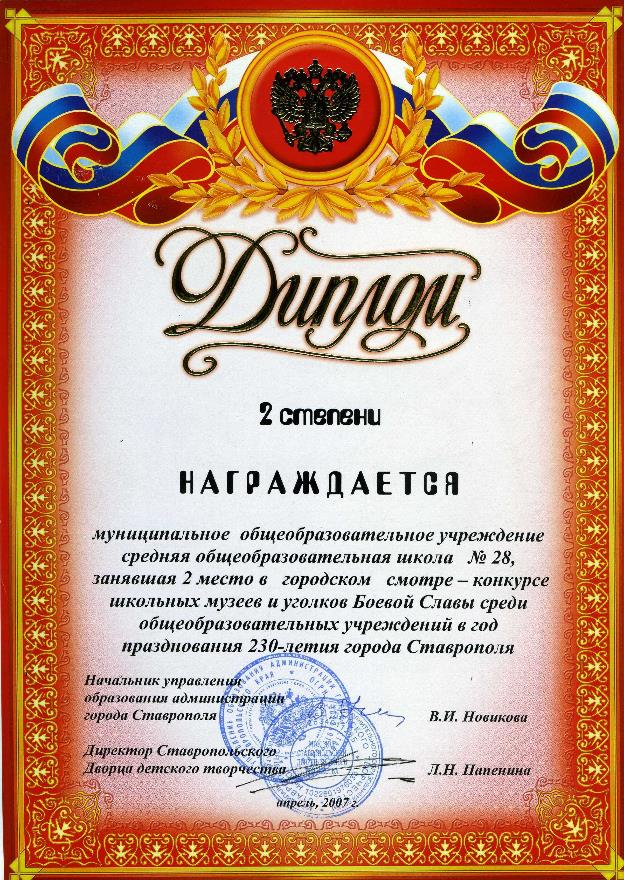 Диплом
2 степени
НАГРАЖДАЕТСЯ
муниципальное общеобразовательное учреждение
средняя общеобразовательная школа № 28,
занявшая 2 место в городском смотре – конкурсе
школьных музеев и уголков Боевой Славы среди
общеобразовательных учреждений в год
празднования 230-летия города Ставрополя
Начальник управления
образования администрации
города Ставрополя В.И. Новикова
Директор Ставропольского
Дворца детского творчества Л.Н. Папенина
апрель, 2007 г.